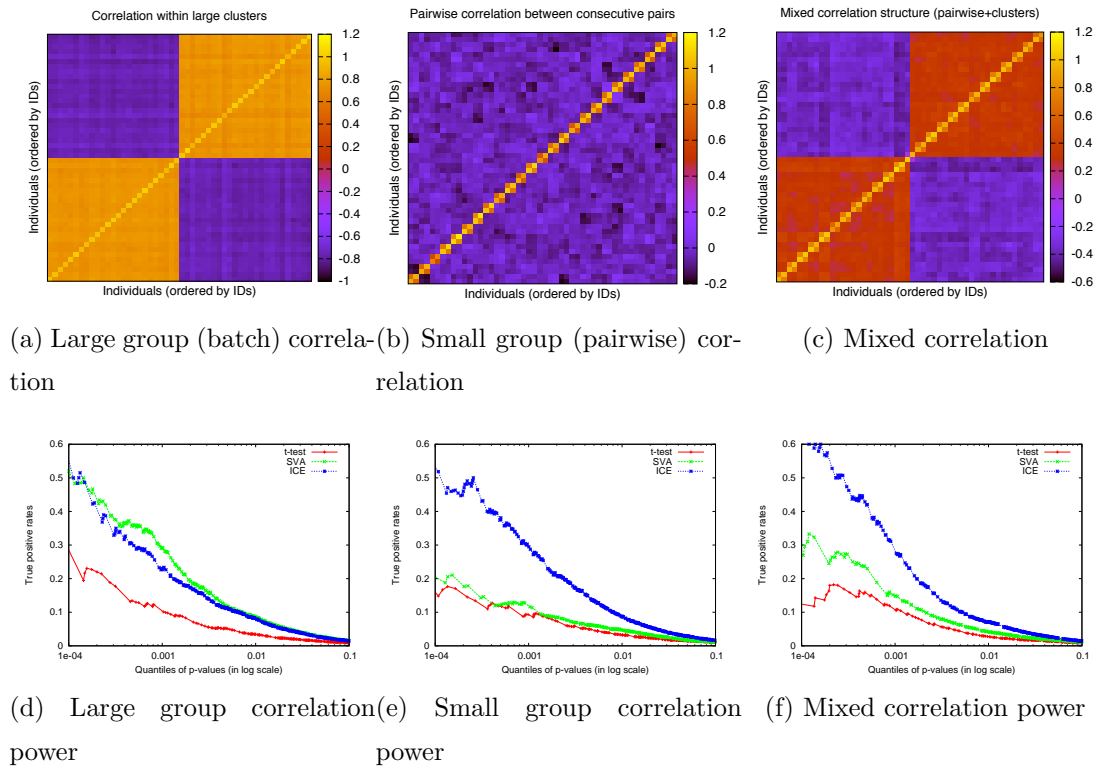 Correlation within large clusters
Individuals (ordered by IDs)
Individuals (ordered by IDs)
1.2
1
0.8
0.6
0.4
0.2
0
-0.2
-0.4
-0.6
-0.8
-1
Pairwise correlation between consecutive pairs
Individuals (ordered by IDs)
Individuals (ordered by IDs)
1.2
1
0.8
0.6
0.4
0.2
0
-0.2
Mixed correlation structure (pairwise+clusters)
Individuals (ordered by IDs)
Individuals (ordered by IDs)
1.2
1
0.8
0.6
0.4
0.2
0
-0.2
-0.4
-0.6
(a) Large group (batch) correla-
tion
(b) Small group (pairwise) cor-
relation
(c) Mixed correlation
True positive rates
0.6
0.5
0.4
0.3
0.2
0.1
0
1e-04 0.001 0.01 0.1
Quantiles of p-values (in log scale)
t-test
SVA
ICE
True positive rates
0.6
0.5
0.4
0.3
0.2
0.1
0
1e-04 0.001 0.01 0.1
Quantiles of p-values (in log scale)
t-test
SVA
ICE
True positive rates
0.6
0.5
0.4
0.3
0.2
0.1
0
1e-04 0.001 0.01 0.1
Quantiles of p-values (in log scale)
t-test
SVA
ICE
(d) Large group correlation
power
(e) Small group correlation
power
(f) Mixed correlation power